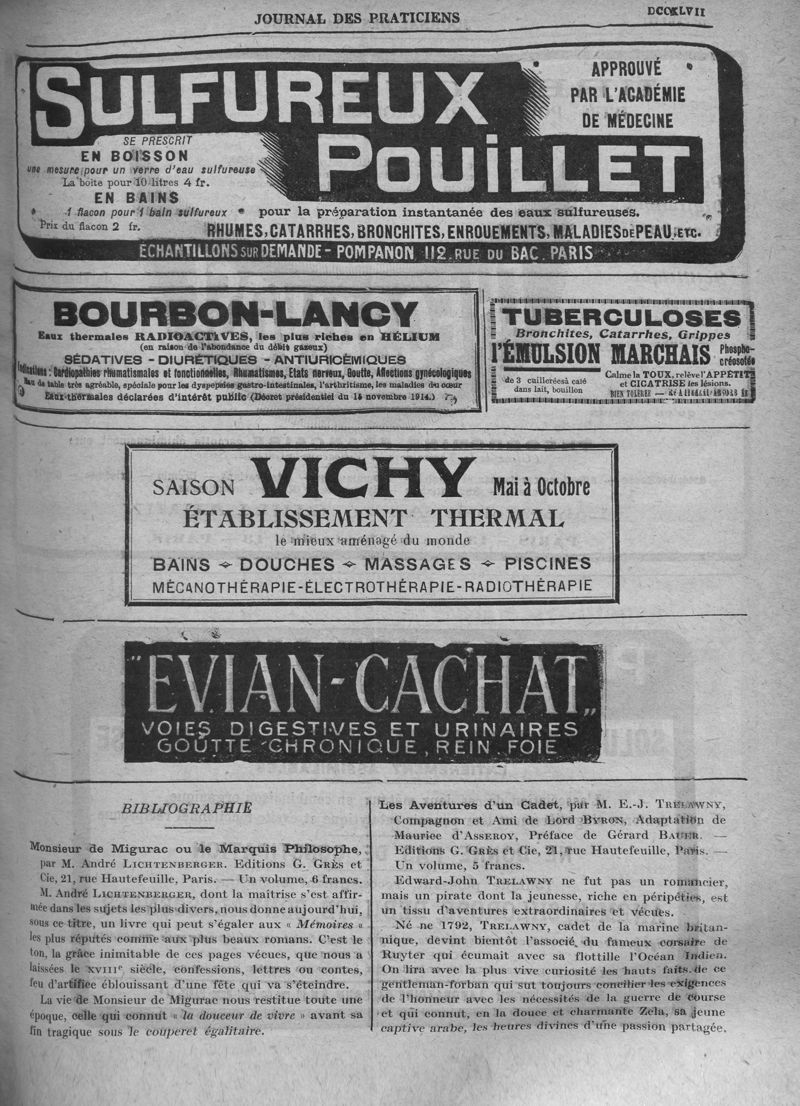 JOURNAL DES PRATICIENS
SULFUREUX
POUILLET
APPROUVÉ
PAR L'ACADÉMIE
DE MÉDECINE
SE PRESCRIT
EN BOISSON
une mesure pour un verre d'eau sulfureuse
La boîte pour 10 litres 4 fr.
EN BAINS
1 flacon pour 1 bain sulfureux
Prix du flacon 2 fr.
pour la préparation instantanée des eaux sulfureuses.
RHUMES, CATARRHES, BRONCHITES, ENROUEMENTS, MALADIES DE PEAU, ETC.
ÉCHANTILLONS SUR DEMANDE - POMPANON 112, RUE DU BAC. PARIS
BOURBON-LANCY
Eaux thermales RADIOACTIVES, les plus riches en HÉLIUM
(en raison de l'abondance du débit gazeux)
SÉDATIVES - DIURÉTIQUES - ANTIURICÉMIQUES
Indications : Cardiopathies rhumatismales et fonctionnelles, Rhumatismes, Etats nerveux, Goutte, Affections gynécologiques
Eau de table très agréable, spéciale pour les dyspepsies gastro-intestinales, l'arthritisme, les maladies du cœur
Eaux thermales déclarées d'intérêt public (Décret présidentiel du 14 novembre 1914.)
TUBERCULOSES
Bronchites, Catarrhes, Grippes
l'ÉMULSION MARCHAIS Phospho-créosotée
de 3 cuillerées à café
dans lait, bouillon
Calme la TOUX, relève l'APPÉTIT
et CICATRISE les lésions.
BIEN TOLÉRÉE
SAISON VICHY Mai à Octobre
ÉTABLISSEMENT THERMAL
le mieux aménagé du monde
BAINS DOUCHES MASSAGES PISCINES
MÉCANOTHÉRAPIE-ÉLECTROTHÉRAPIE-RADIOTHÉRAPIE
"EVIAN-CACHAT"
VOIES DIGESTIVES ET URINAIRES
GOUTTE CHRONIQUE, REIN. FOIE
BIBLIOGRAPHIE
Monsieur de Migurac ou le Marquis Philosophe,
par M. André LICHTENBERGER. Editions G. GRÈS et
Cie, 21, rue Hautefeuille, Paris. — Un volume, 6 francs.
M. André LICHTENBERGER, dont la maîtrise s'est affir-
mée dans les sujets les plus divers, nous donne aujourd'hui,
sous ce titre, un livre qui peut s'égaler aux « Mémoires »
les plus réputés comme aux plus beaux romans. C'est le
ton, la grâce inimitable de ces pages vécues, que nous a
laissées le XVIIIe siècle, confessions, lettres ou contes,
feu d'artifice éblouissant d'une fête qui va s'éteindre.
La vie de Monsieur de Migurac nous restitue toute une
époque, celle qui connut « la douceur de vivre » avant sa
fin tragique sous le couperet égalitaire.
Les Aventures d'un Cadet, par M. E.-J. TRELAWNY,
Compagnon et Ami de Lord BYRON, Adaptation de
Maurice d'ASSEROY, Préface de Gérard BAUER. —
Editions G. GRÈS et Cie, 21, rue Hautefeuille, Paris. —
Un volume, 5 francs.
Edward-John TRELAWNY ne fut pas un romancier,
mais un pirate dont la jeunesse, riche en péripéties, est
un tissu d'aventures extraordinaires et vécues.
Né ne 1792, TRELAWNY, cadet de la marine britan-
nique, devint bientôt l'associé du fameux corsaire de
Ruyter qui écumait avec sa flottille l'Océan Indien.
On lira avec la plus vive curiosité les hauts faits de ce
gentleman-forban qui sut toujours concilier les exigences
de l'honneur avec les nécessités de la guerre de course
et qui connut, en la douce et charmante Zela, sa jeune
captive arabe, les heures divines d'une passion partagée,